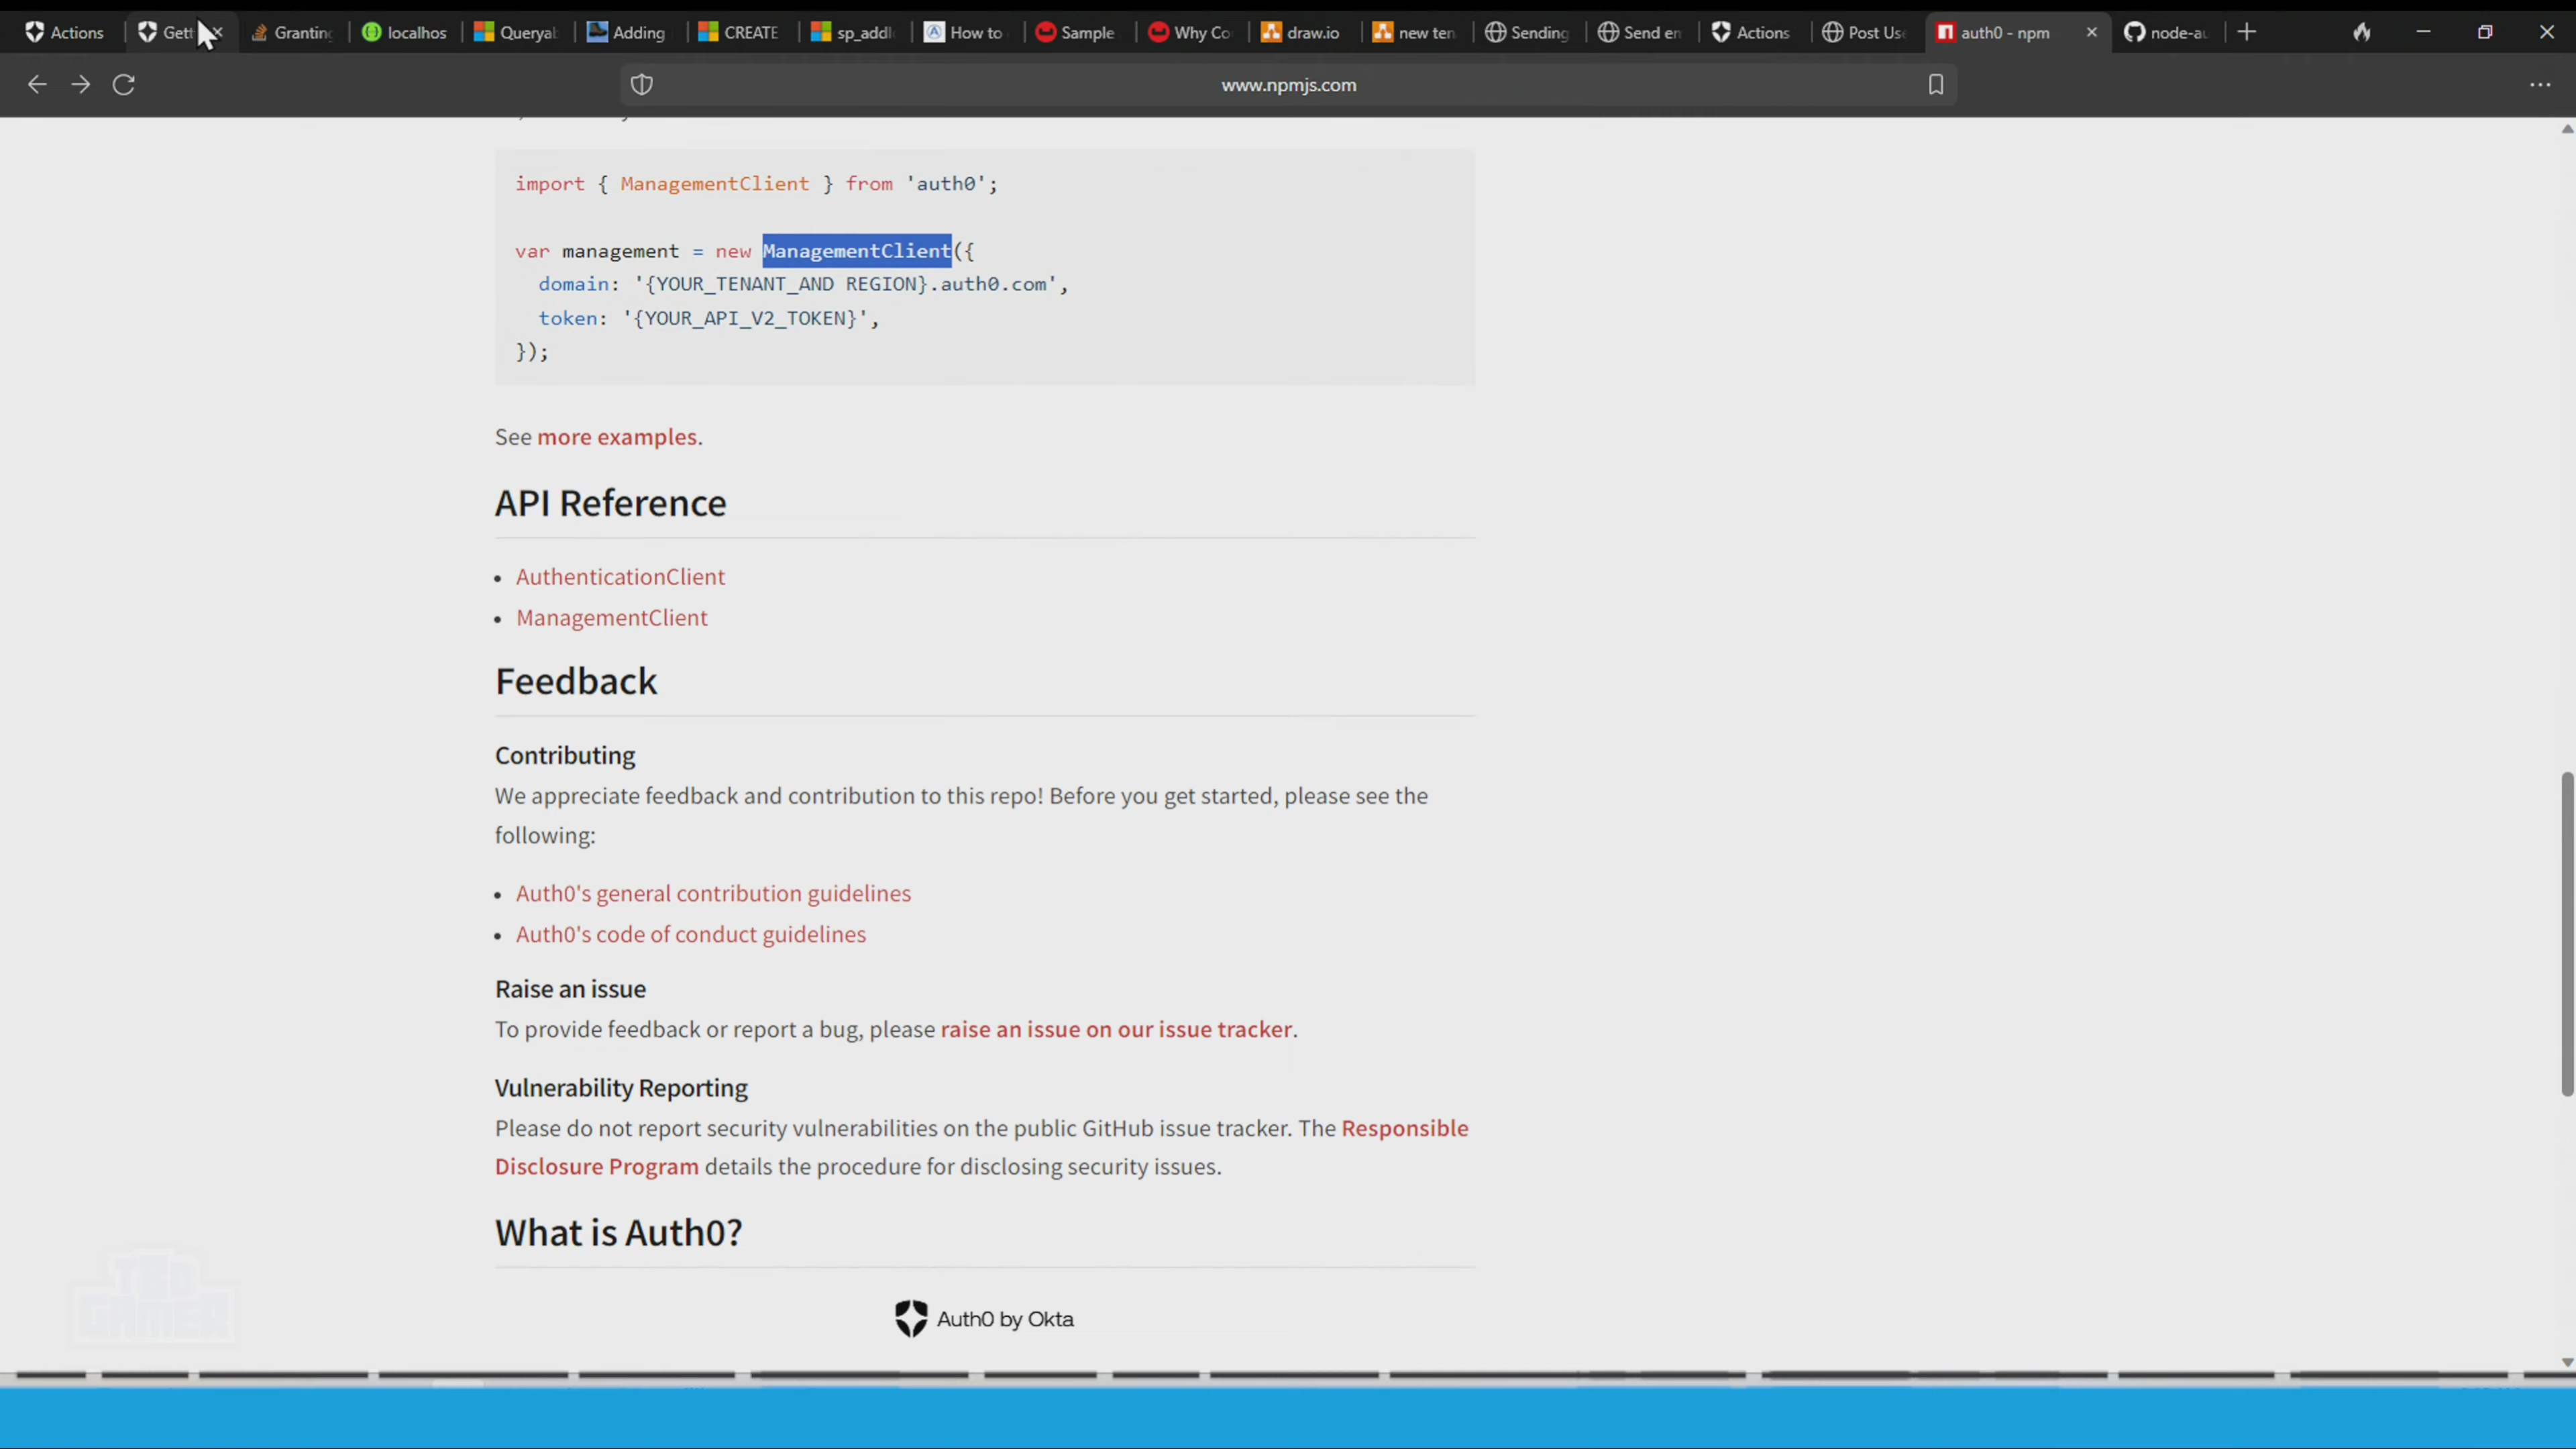 Actions
Gett
Granting
localhos
Queryab
Adding
CREATE
sp_addl
How to
Sample
Why Co
draw.io
new ten
Sending
Send en
Actions
Post Use
auth0 - npm
node-au
www.npmjs.com
import { ManagementClient } from 'auth0';
var management = new ManagementClient({
domain: '{YOUR_TENANT_AND REGION}.auth0.com',
token: '{YOUR_API_V2_TOKEN}',
});
See more examples.
API Reference
• AuthenticationClient
• ManagementClient
Feedback
Contributing
We appreciate feedback and contribution to this repo! Before you get started, please see the
following:
• Auth0's general contribution guidelines
• Auth0's code of conduct guidelines
Raise an issue
To provide feedback or report a bug, please raise an issue on our issue tracker.
Vulnerability Reporting
Please do not report security vulnerabilities on the public GitHub issue tracker. The Responsible
Disclosure Program details the procedure for disclosing security issues.
What is Auth0?
TBD
GAMER
Auth0 by Okta